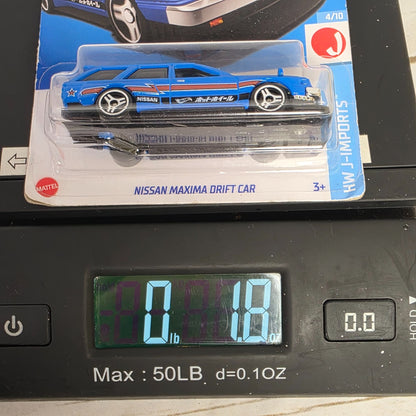 4/10
J
NISSAN ホットホイール
MATTEL
NISSAN MAXIMA DRIFT CAR
3+
HW J-IMPORTS™
0 lb 1.8 oz
0.0
HOLD
Max : 50LB d=0.1OZ